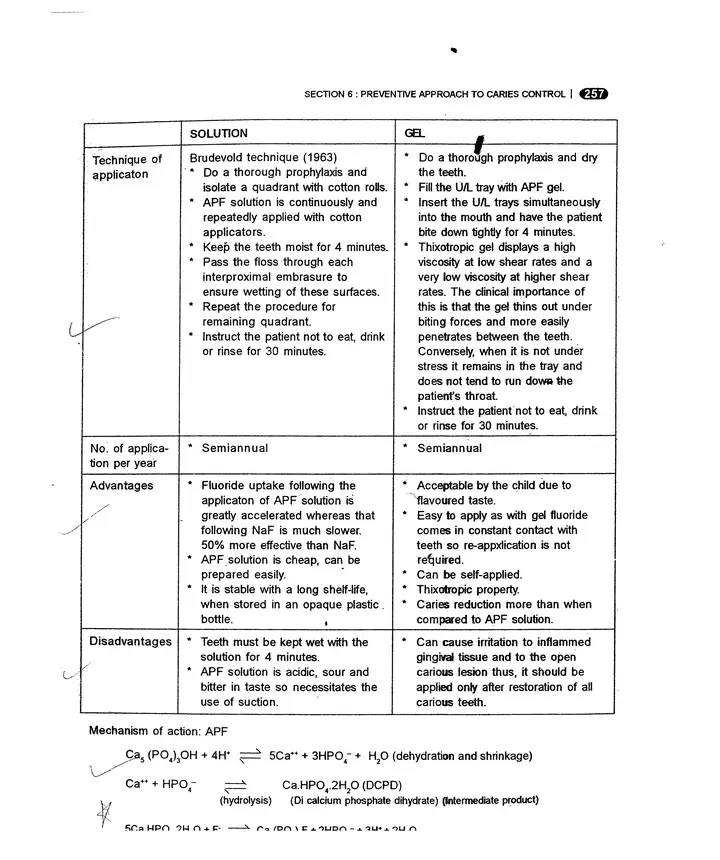 SECTION 6 : PREVENTIVE APPROACH TO CARIES CONTROL | 257
SOLUTION
GEL
Technique of
applicaton
Brudevold technique (1963)
* Do a thorough prophylaxis and
isolate a quadrant with cotton rolls.
* APF solution is continuously and
repeatedly applied with cotton
applicators.
* Keep the teeth moist for 4 minutes.
* Pass the floss through each
interproximal embrasure to
ensure wetting of these surfaces.
* Repeat the procedure for
remaining quadrant.
* Instruct the patient not to eat, drink
or rinse for 30 minutes.
* Do a thorough prophylaxis and dry
the teeth.
* Fill the U/L tray with APF gel.
* Insert the U/L trays simultaneously
into the mouth and have the patient
bite down tightly for 4 minutes.
* Thixotropic gel displays a high
viscosity at low shear rates and a
very low viscosity at higher shear
rates. The clinical importance of
this is that the gel thins out under
biting forces and more easily
penetrates between the teeth.
Conversely, when it is not under
stress it remains in the tray and
does not tend to run down the
patient's throat.
* Instruct the patient not to eat, drink
or rinse for 30 minutes.
No. of applica-
tion per year
* Semiannual
* Semiannual
Advantages
* Fluoride uptake following the
applicaton of APF solution is
greatly accelerated whereas that
following NaF is much slower.
50% more effective than NaF.
* APF solution is cheap, can be
prepared easily.
* It is stable with a long shelf-life,
when stored in an opaque plastic
bottle.
* Acceptable by the child due to
flavoured taste.
* Easy to apply as with gel fluoride
comes in constant contact with
teeth so re-appxlication is not
required.
* Can be self-applied.
* Thixotropic property.
* Caries reduction more than when
compared to APF solution.
Disadvantages
* Teeth must be kept wet with the
solution for 4 minutes.
* APF solution is acidic, sour and
bitter in taste so necessitates the
use of suction.
* Can cause irritation to inflammed
gingival tissue and to the open
carious lesion thus, it should be
applied only after restoration of all
carious teeth.
Mechanism of action: APF
Ca₅ (PO₄)₃OH + 4H⁺ ⇌ 5Ca⁺⁺ + 3HPO₄⁻ + H₂O (dehydration and shrinkage)
Ca⁺⁺ + HPO₄⁻ ⇌ Ca.HPO₄.2H₂O (DCPD)
(hydrolysis) (Di calcium phosphate dihydrate) (Intermediate product)